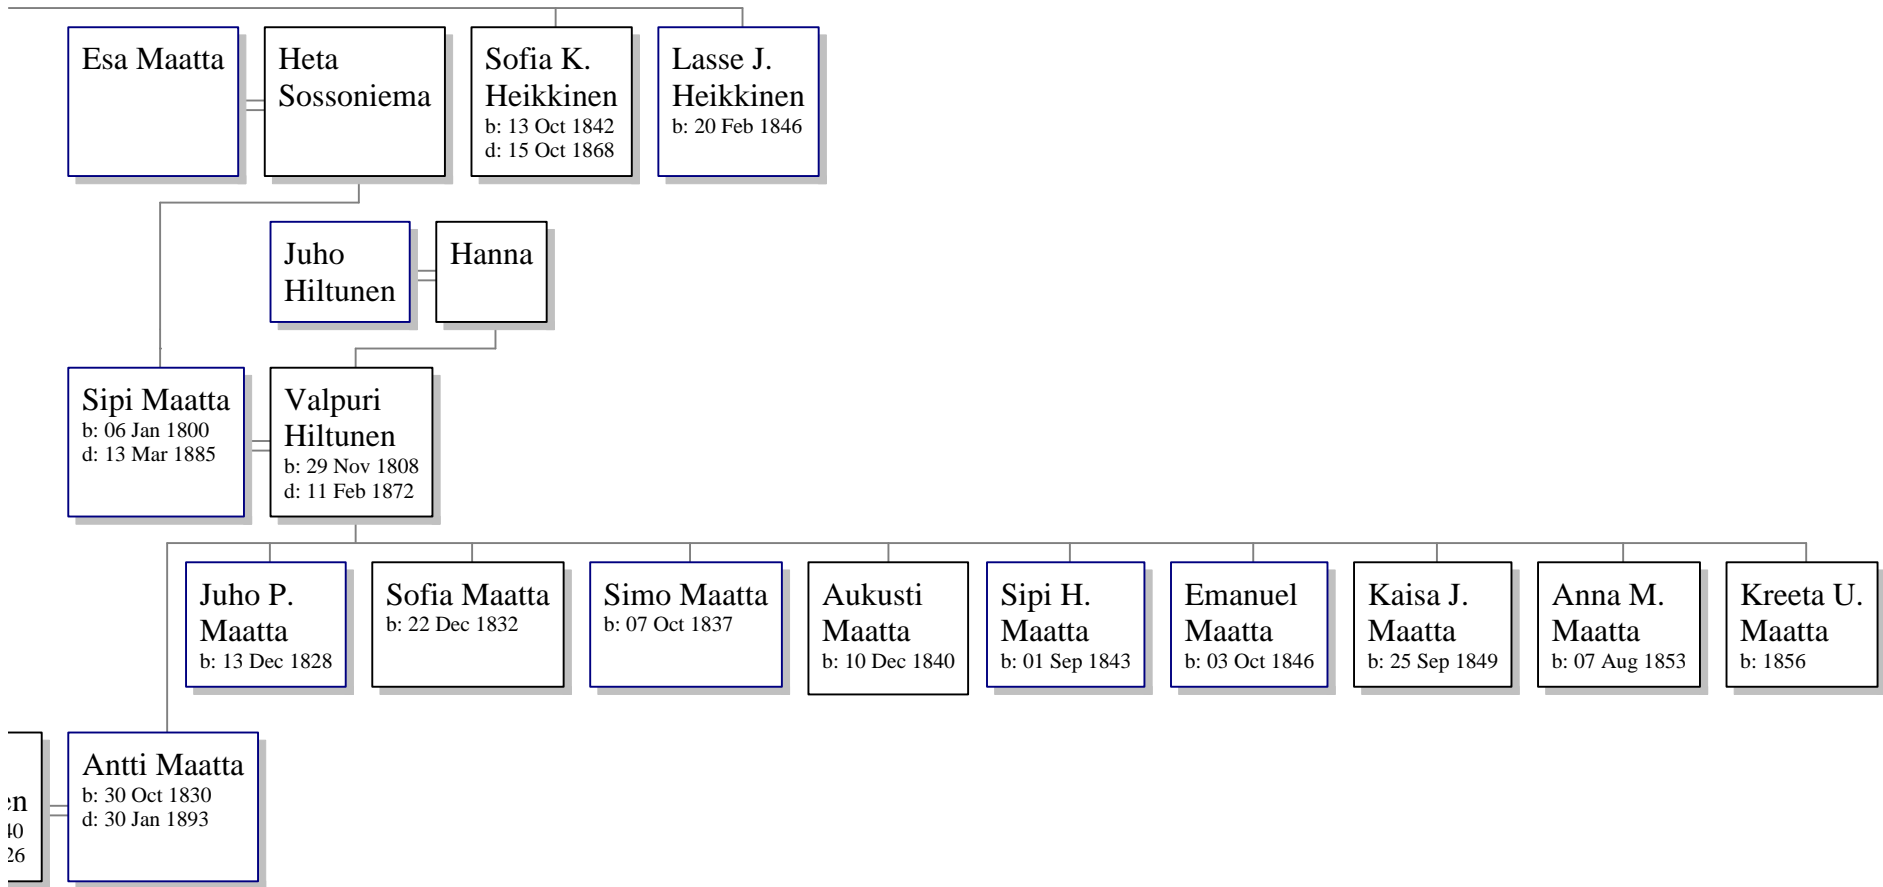 Esa Maatta
Heta
Sossoniema
Sofia K.
Heikkinen
b: 13 Oct 1842
d: 15 Oct 1868
Lasse J.
Heikkinen
b: 20 Feb 1846
Juho
Hiltunen
Hanna
Sipi Maatta
b: 06 Jan 1800
d: 13 Mar 1885
Valpuri
Hiltunen
b: 29 Nov 1808
d: 11 Feb 1872
Juho P.
Maatta
b: 13 Dec 1828
Sofia Maatta
b: 22 Dec 1832
Simo Maatta
b: 07 Oct 1837
Aukusti
Maatta
b: 10 Dec 1840
Sipi H.
Maatta
b: 01 Sep 1843
Emanuel
Maatta
b: 03 Oct 1846
Kaisa J.
Maatta
b: 25 Sep 1849
Anna M.
Maatta
b: 07 Aug 1853
Kreeta U.
Maatta
b: 1856
Antti Maatta
b: 30 Oct 1830
d: 30 Jan 1893